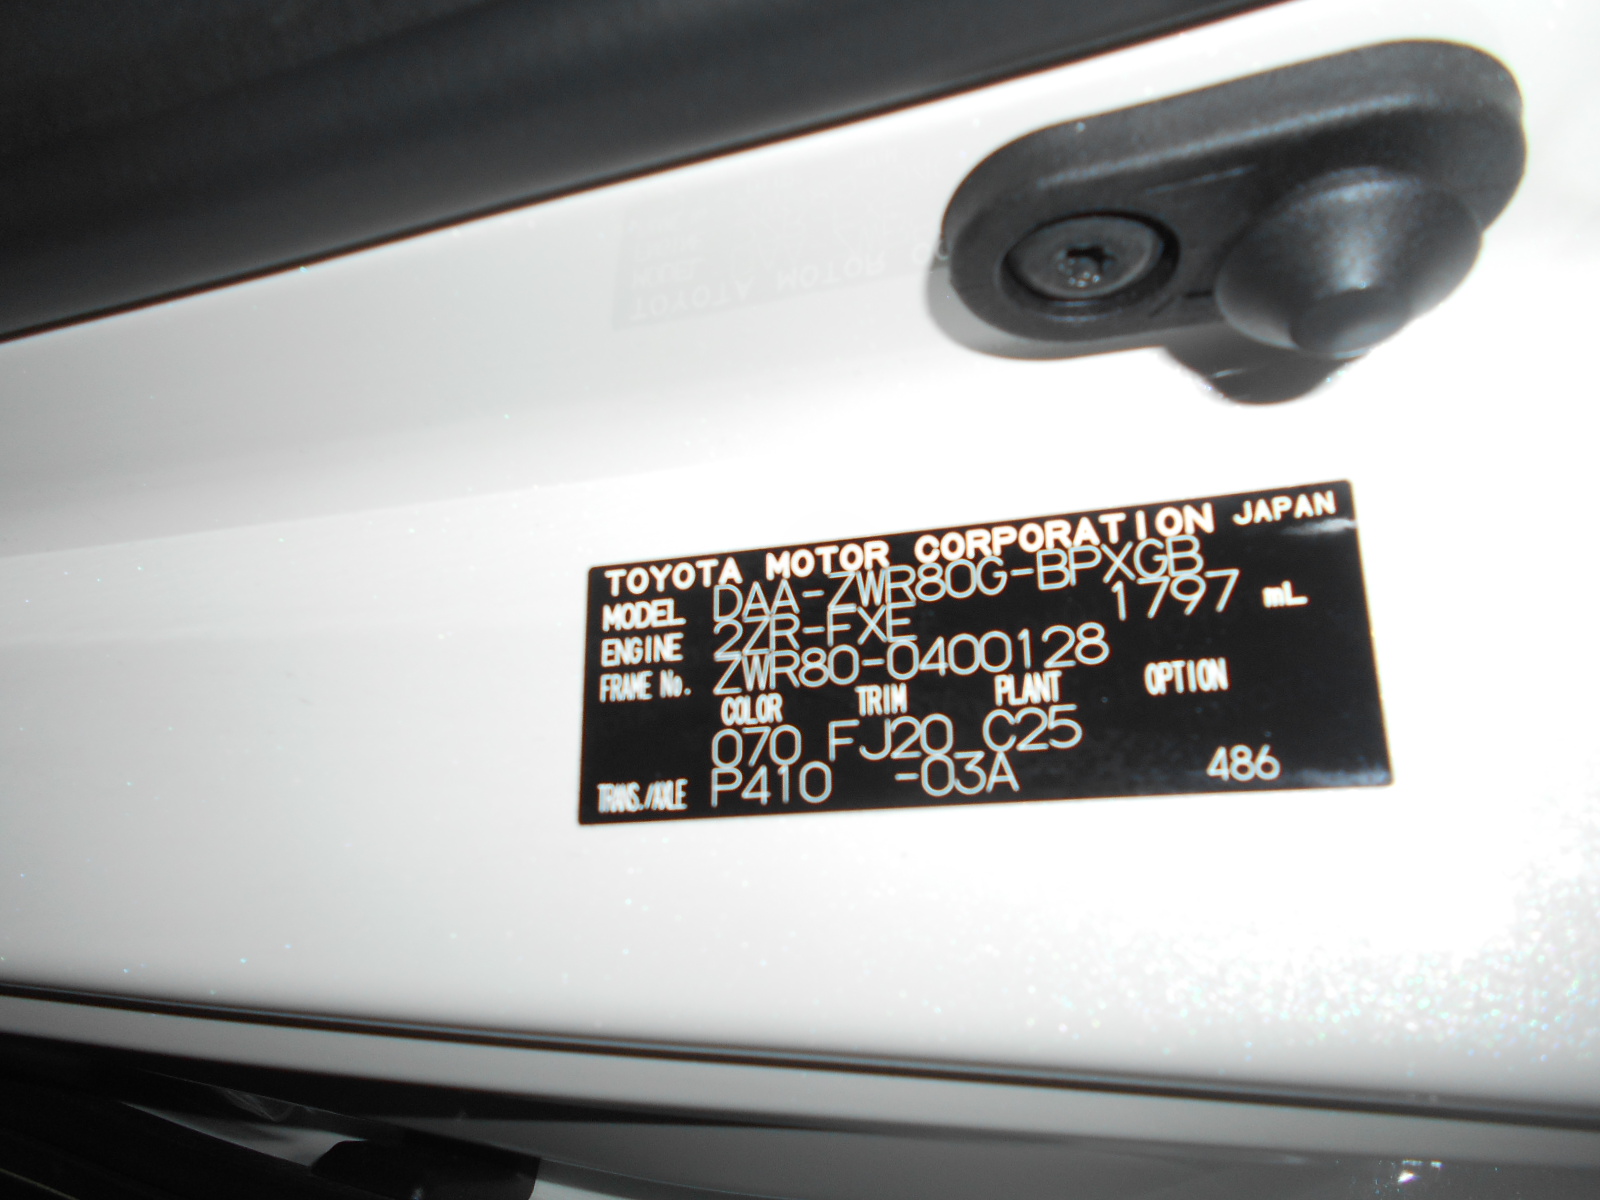 TOYOTA MOTOR CORPORATION JAPAN
MODEL DAA-ZWR80G-BPXGB
ENGINE 2ZR-FXE 1797 mL
FRAME No. ZWR80-0400128
COLOR TRIM PLANT OPTION
070 FJ20 C25
TRANS./AXLE P410 -03A 486